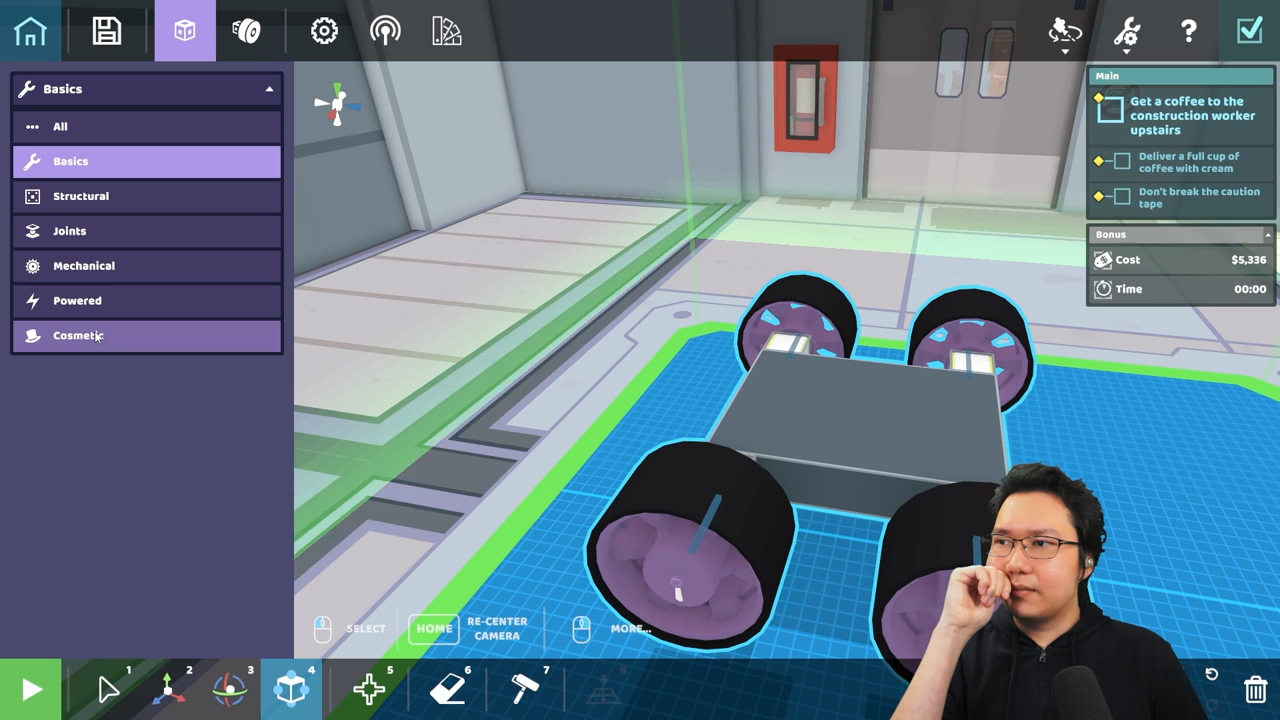 Basics
All
Basics
Structural
Joints
Mechanical
Powered
Cosmetic
Main
Get a coffee to the
construction worker
upstairs
Deliver a full cup of
coffee with cream
Don't break the caution
tape
Bonus
Cost $5,336
Time 00:00
SELECT
HOME
RE-CENTER
CAMERA
MORE...
1
2
3
4
5
6
7